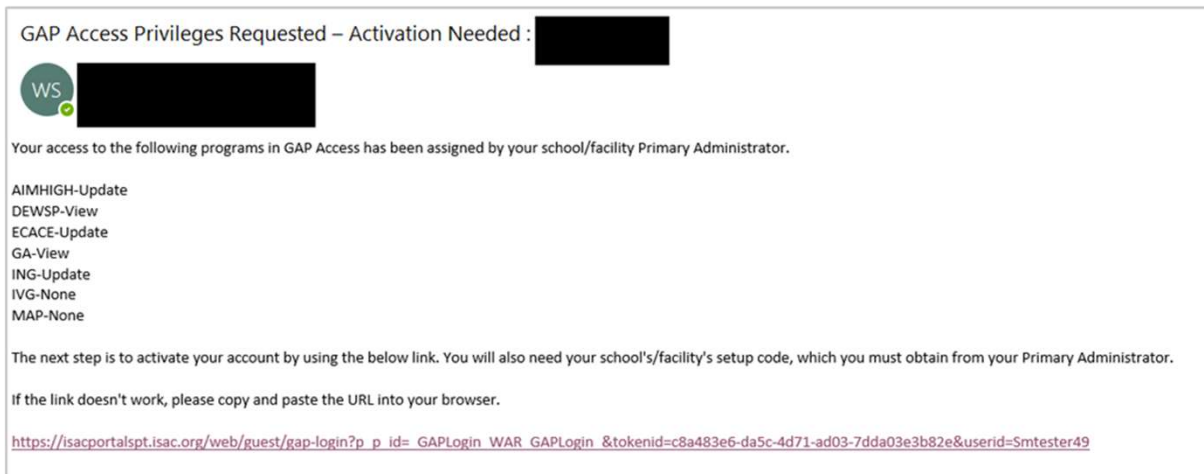 GAP Access Privileges Requested – Activation Needed :
WS
Your access to the following programs in GAP Access has been assigned by your school/facility Primary Administrator.
AIMHIGH-Update
DEWSP-View
ECACE-Update
GA-View
ING-Update
IVG-None
MAP-None
The next step is to activate your account by using the below link. You will also need your school's/facility's setup code, which you must obtain from your Primary Administrator.
If the link doesn't work, please copy and paste the URL into your browser.
https://isacportalspt.isac.org/web/guest/gap-login?p_p_id=_GAPLogin_WAR_GAPLogin_&tokenid=c8a483e6-da5c-4d71-ad03-7dda03e3b82e&userid=Smtester49